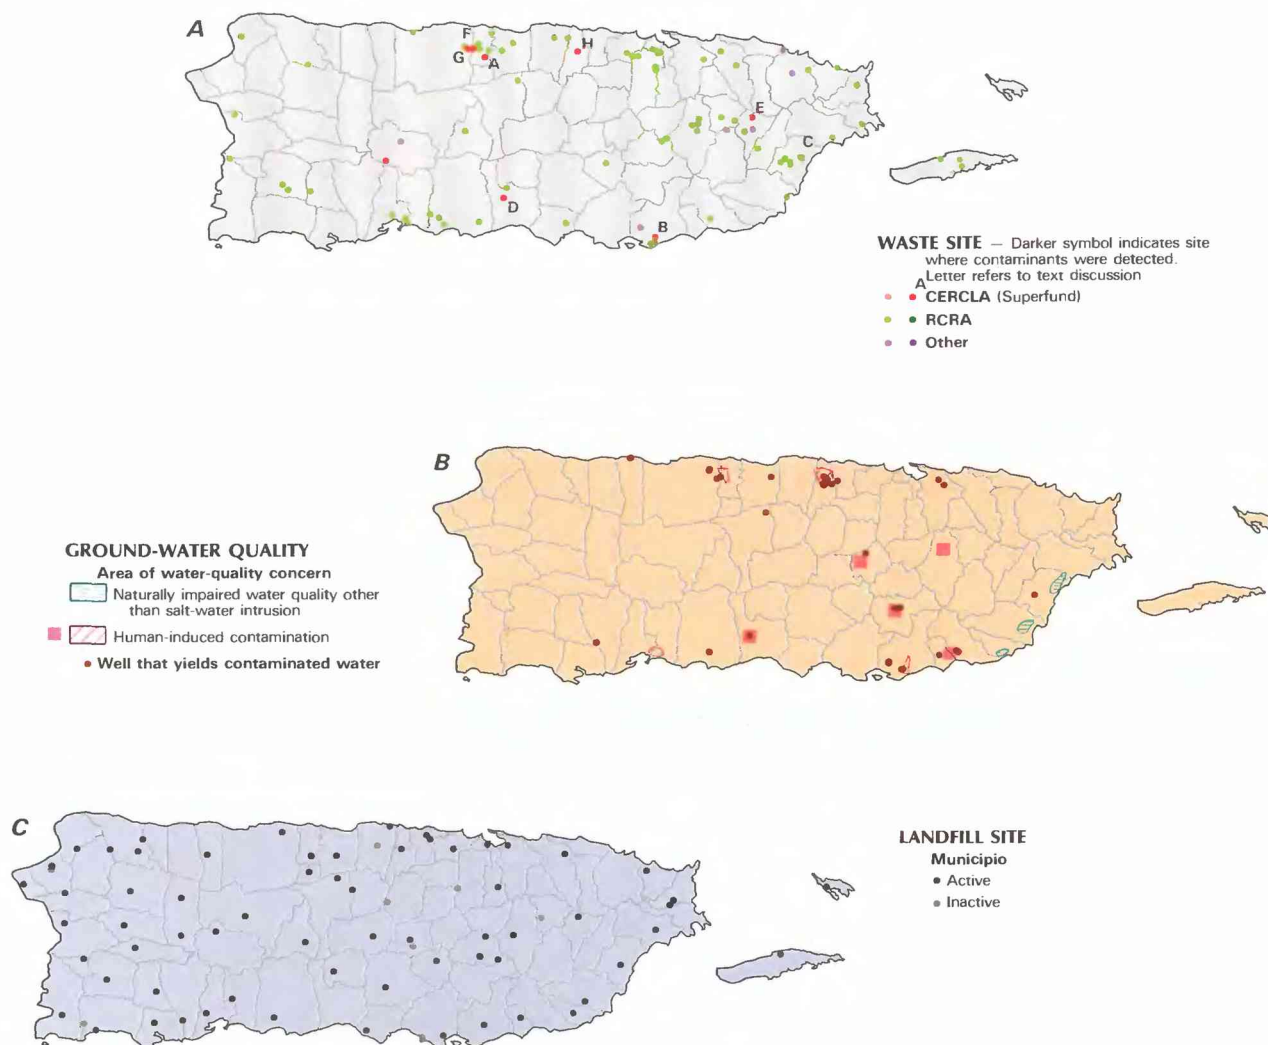 A
F
H
G
A
E
C
D
B
WASTE SITE — Darker symbol indicates site
where contaminants were detected.
A Letter refers to text discussion
CERCLA (Superfund)
RCRA
Other
B
GROUND-WATER QUALITY
Area of water-quality concern
Naturally impaired water quality other
than salt-water intrusion
Human-induced contamination
Well that yields contaminated water
C
LANDFILL SITE
Municipio
Active
Inactive